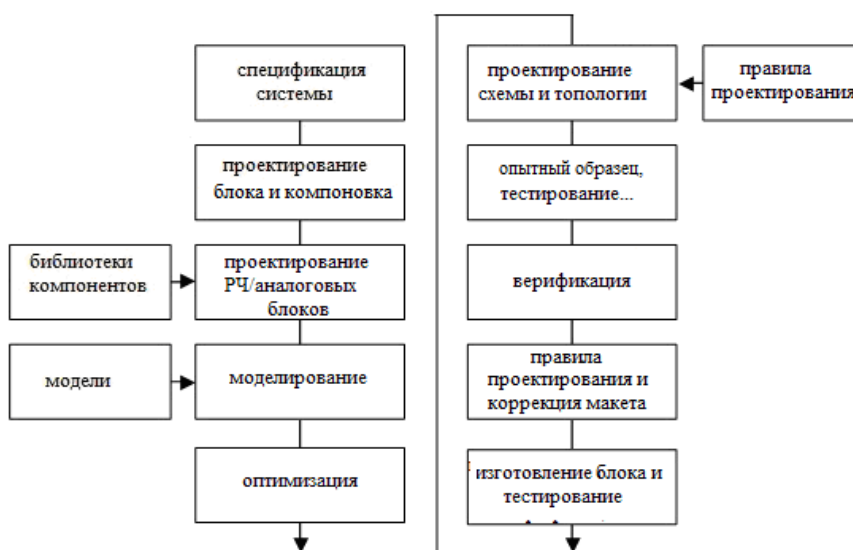 спецификация
системы
проектирование
блока и компоновка
библиотеки
компонентов
проектирование
РЧ/аналоговых
блоков
модели
моделирование
оптимизация
проектирование
схемы и топологии
правила
проектирования
опытный образец,
тестирование...
верификация
правила
проектирования и
коррекция макета
изготовление блока и
тестирование